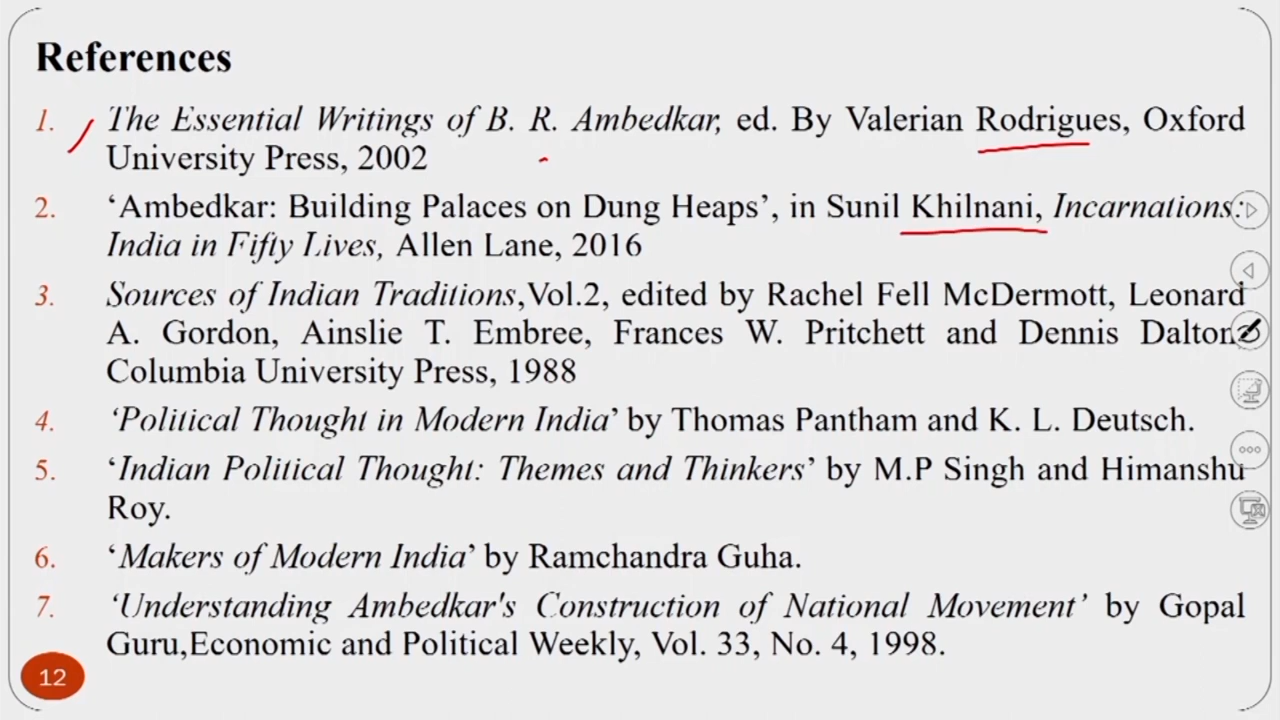 References
1. The Essential Writings of B. R. Ambedkar, ed. By Valerian Rodrigues, Oxford
University Press, 2002
2. ‘Ambedkar: Building Palaces on Dung Heaps’, in Sunil Khilnani, Incarnations:
India in Fifty Lives, Allen Lane, 2016
3. Sources of Indian Traditions,Vol.2, edited by Rachel Fell McDermott, Leonard
A. Gordon, Ainslie T. Embree, Frances W. Pritchett and Dennis Dalton.
Columbia University Press, 1988
4. ‘Political Thought in Modern India’ by Thomas Pantham and K. L. Deutsch.
5. ‘Indian Political Thought: Themes and Thinkers’ by M.P Singh and Himanshu
Roy.
6. ‘Makers of Modern India’ by Ramchandra Guha.
7. ‘Understanding Ambedkar's Construction of National Movement’ by Gopal
Guru,Economic and Political Weekly, Vol. 33, No. 4, 1998.
12